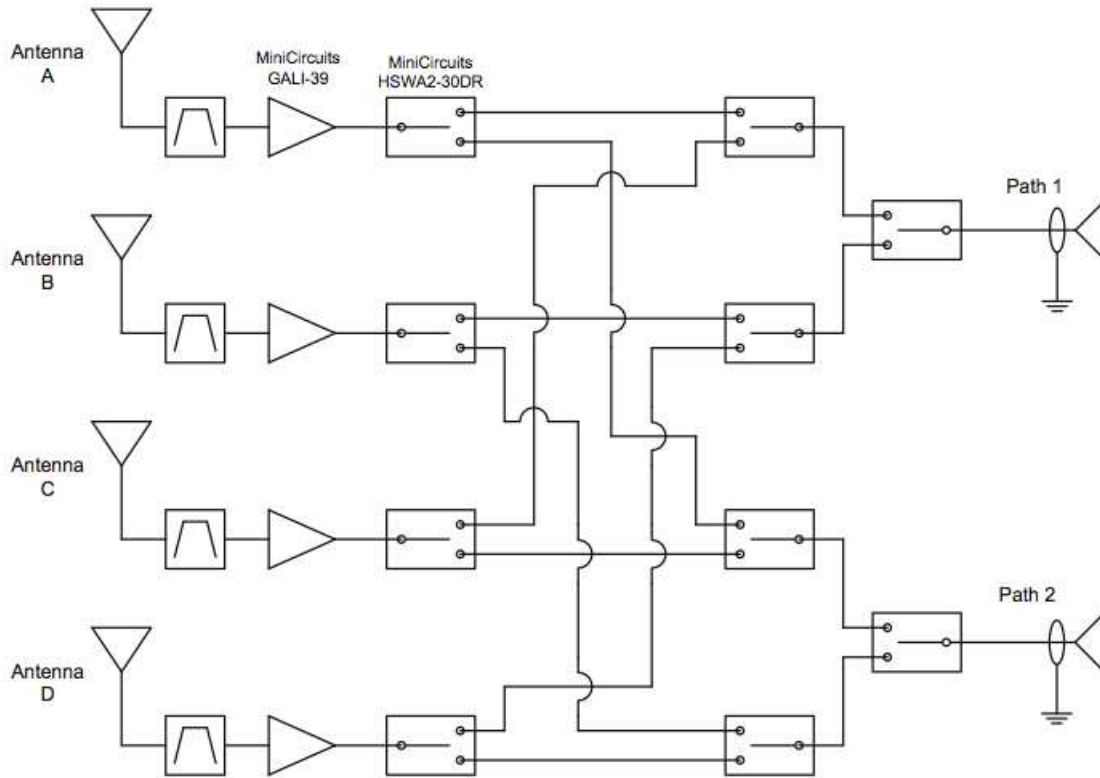 Antenna
A
MiniCircuits
GALI-39
MiniCircuits
HSWA2-30DR
Path 1
Antenna
B
Antenna
C
Path 2
Antenna
D